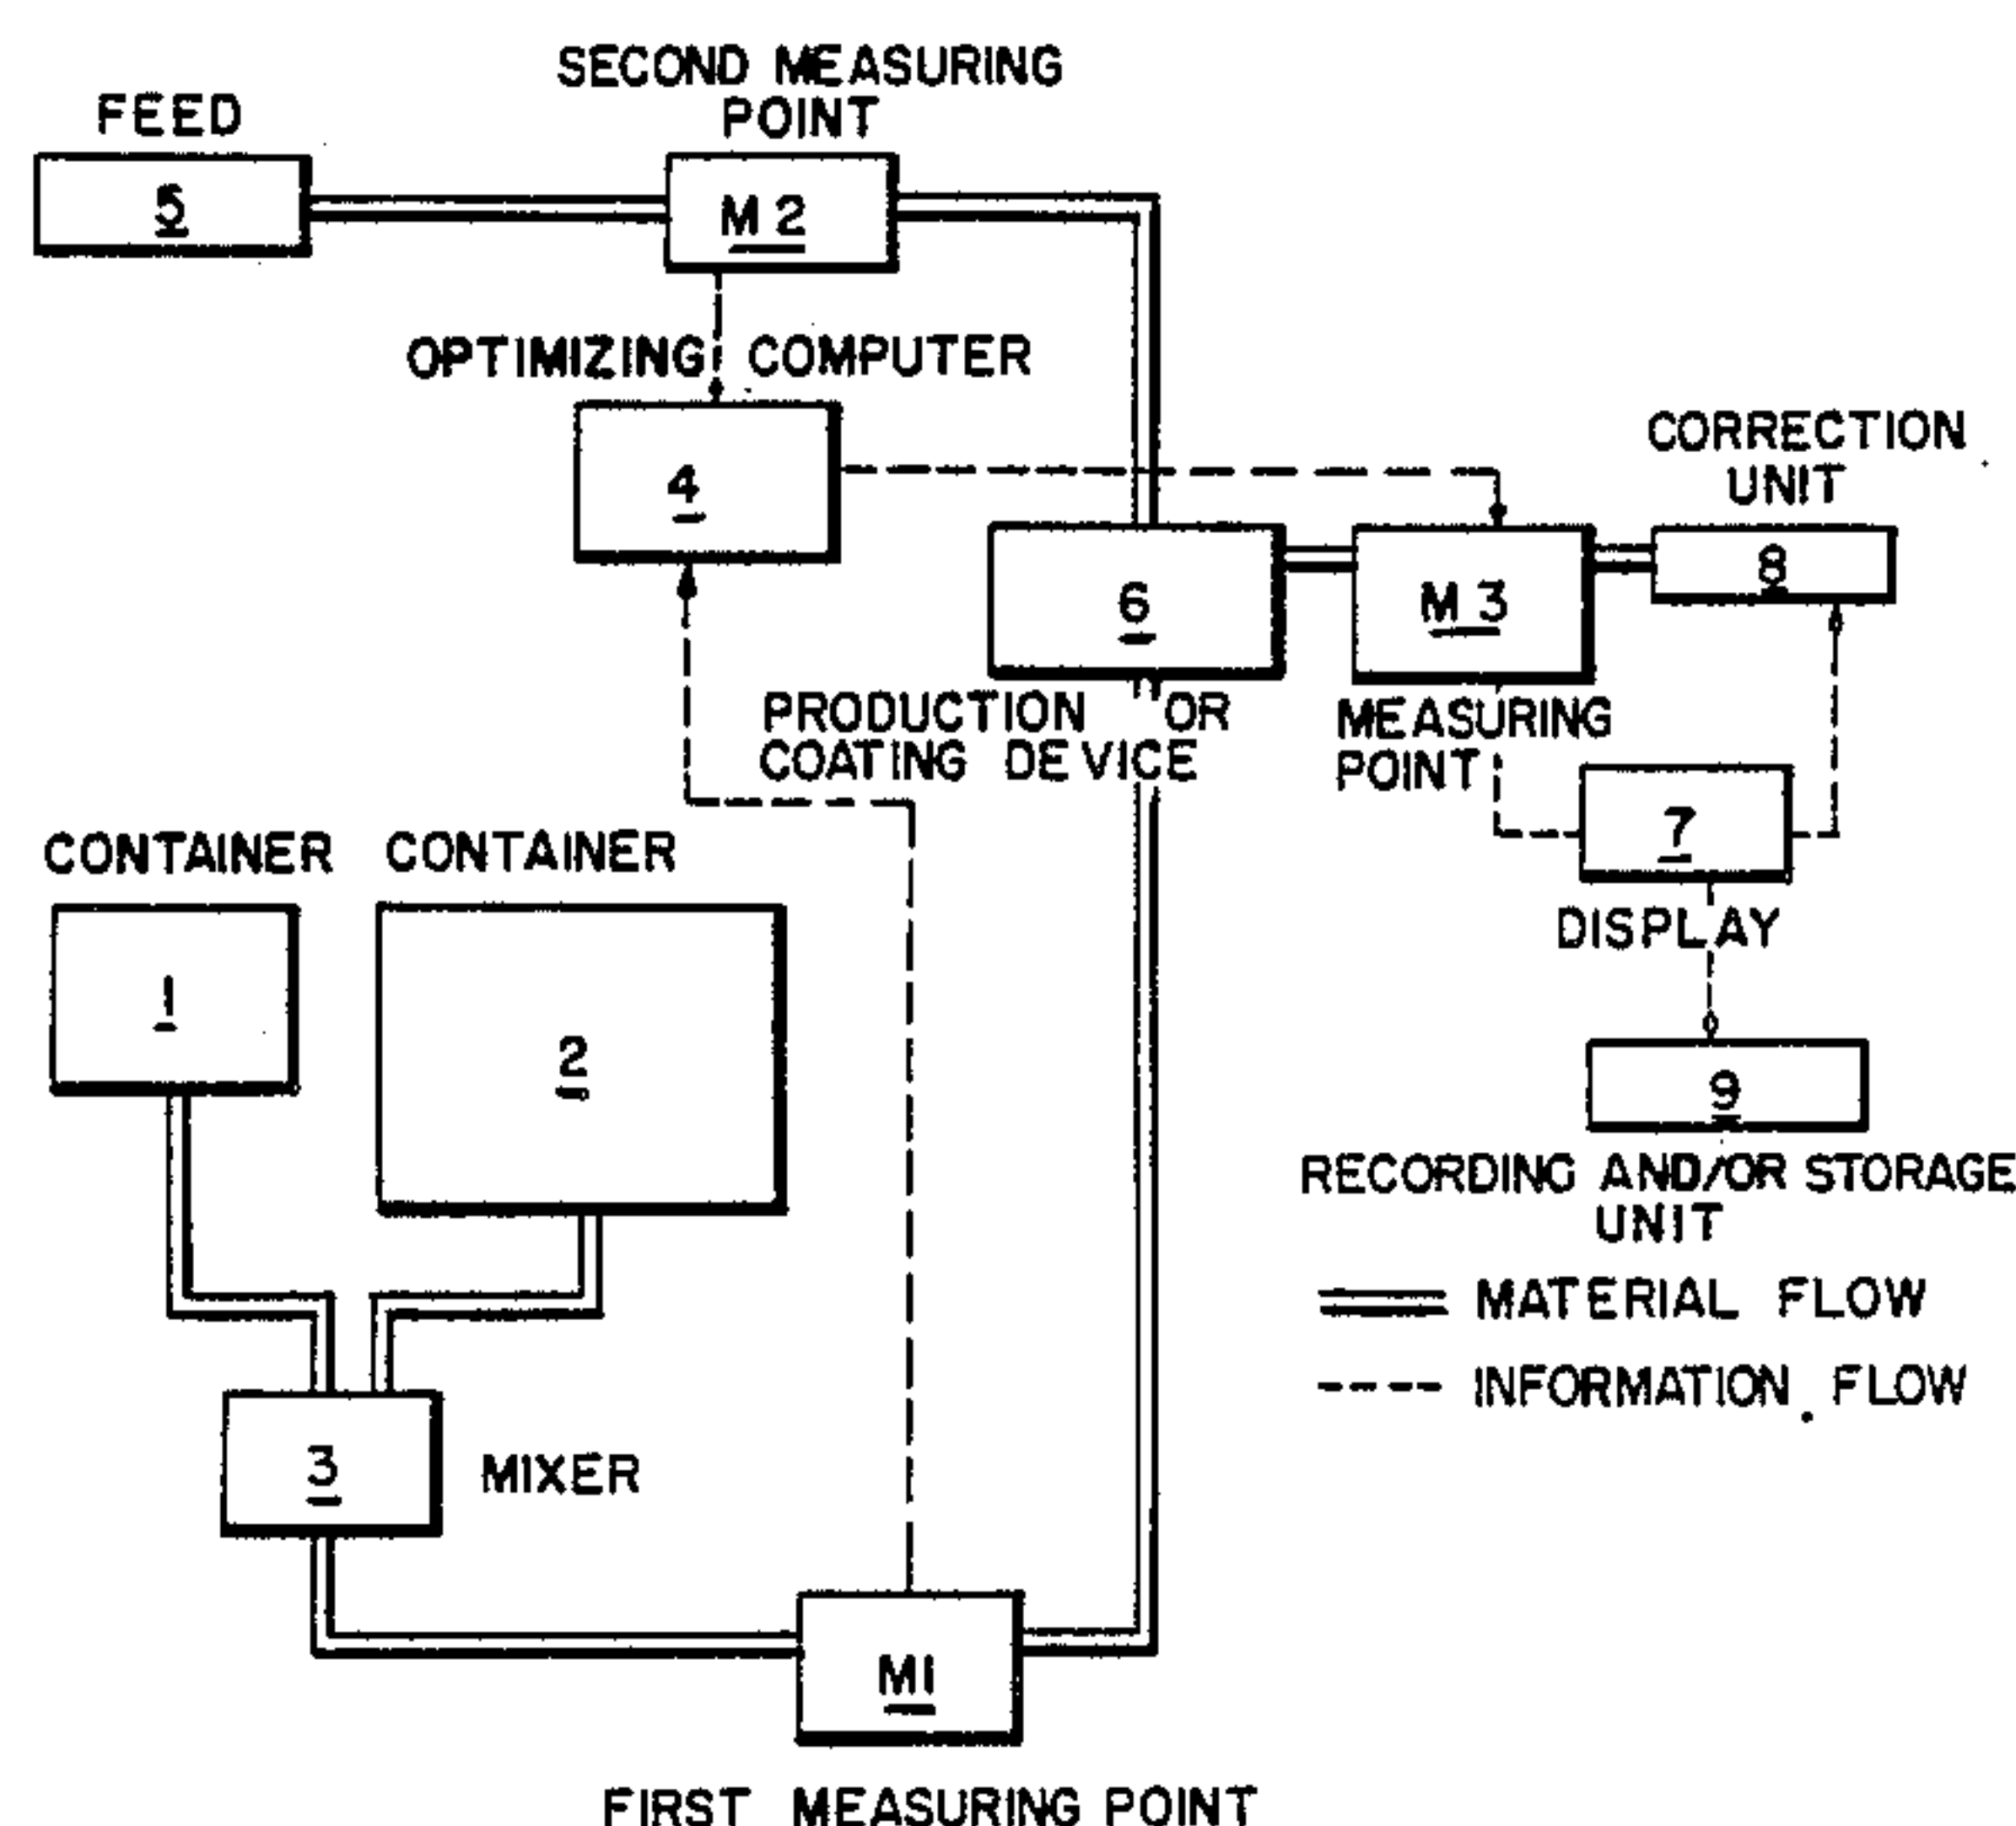 SECOND MEASURING
POINT
FEED
5
M2
OPTIMIZING COMPUTER
4
CORRECTION
UNIT
8
6
M3
PRODUCTION OR
COATING DEVICE
MEASURING
POINT
7
DISPLAY
CONTAINER
CONTAINER
1
2
9
RECORDING AND/OR STORAGE
UNIT
MATERIAL FLOW
INFORMATION FLOW
3
MIXER
M1
FIRST MEASURING POINT